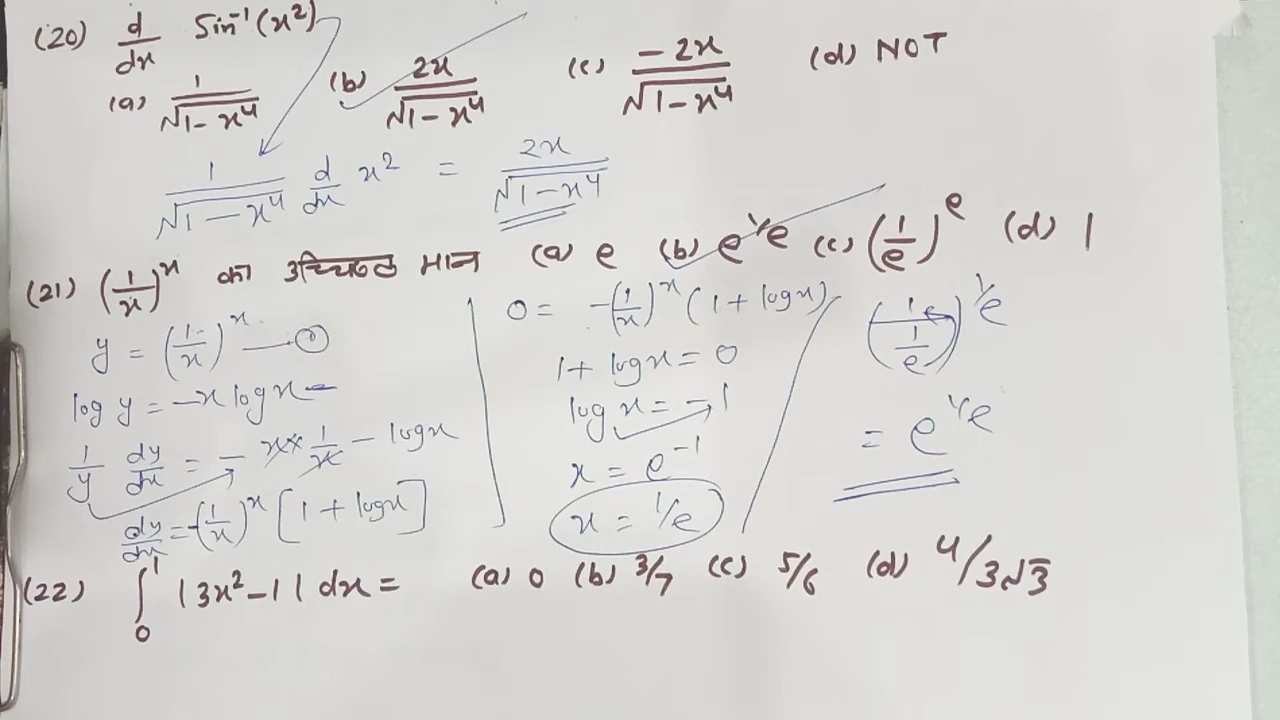 (20) d/dx Sin⁻¹(x²)
(a) 1/√1-x⁴ (b) 2x/√1-x⁴ (c) -2x/√1-x⁴ (d) NOT
1/√1-x⁴ d/dx x² = 2x/√1-x⁴
(21) (1/x)ˣ का उच्चिष्ठ मान (a) e (b) e^1/e (c) (1/e)^e (d) 1
y = (1/x)ˣ
log y = -x log x
1/y dy/dx = - x × 1/x - log x
dy/dx = -(1/x)ˣ [1 + log x]
0 = -(1/x)ˣ (1 + log x)
1 + log x = 0
log x = -1
x = e⁻¹
x = 1/e
(1/(1/e))^1/e
= e^1/e
(22) ∫₀¹ |3x²-1| dx = (a) 0 (b) 3/7 (c) 5/6 (d) 4/3√3